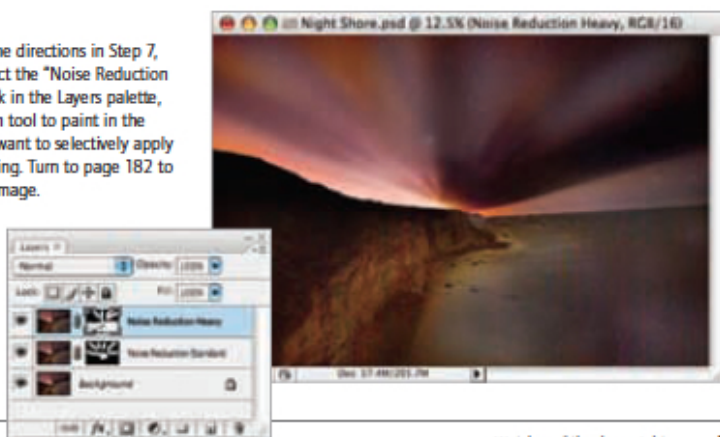 Night Shore.psd @ 12.5% (Noise Reduction Heavy, RGB/16)
ne directions in Step 7,
ct the "Noise Reduction
k in the Layers palette,
n tool to paint in the
want to selectively apply
ing. Turn to page 182 to
mage.
Layers
Normal
Opacity: 100%
Lock:
Fill: 100%
Noise Reduction Heavy
Noise Reduction Standard
Background